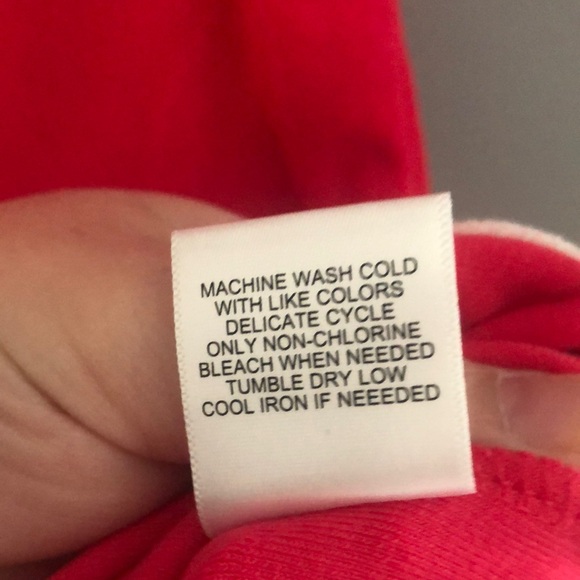 MACHINE WASH COLD
WITH LIKE COLORS
DELICATE CYCLE
ONLY NON-CHLORINE
BLEACH WHEN NEEDED
TUMBLE DRY LOW
COOL IRON IF NEEEDED